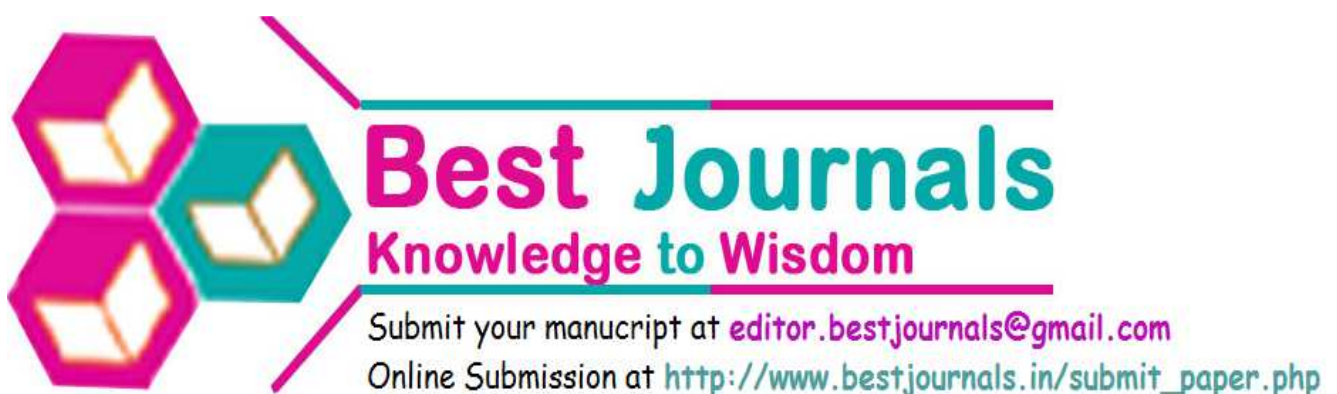 Best Journals
Knowledge to Wisdom
Submit your manucript at editor.bestjournals@gmail.com
Online Submission at http://www.bestjournals.in/submit_paper.php